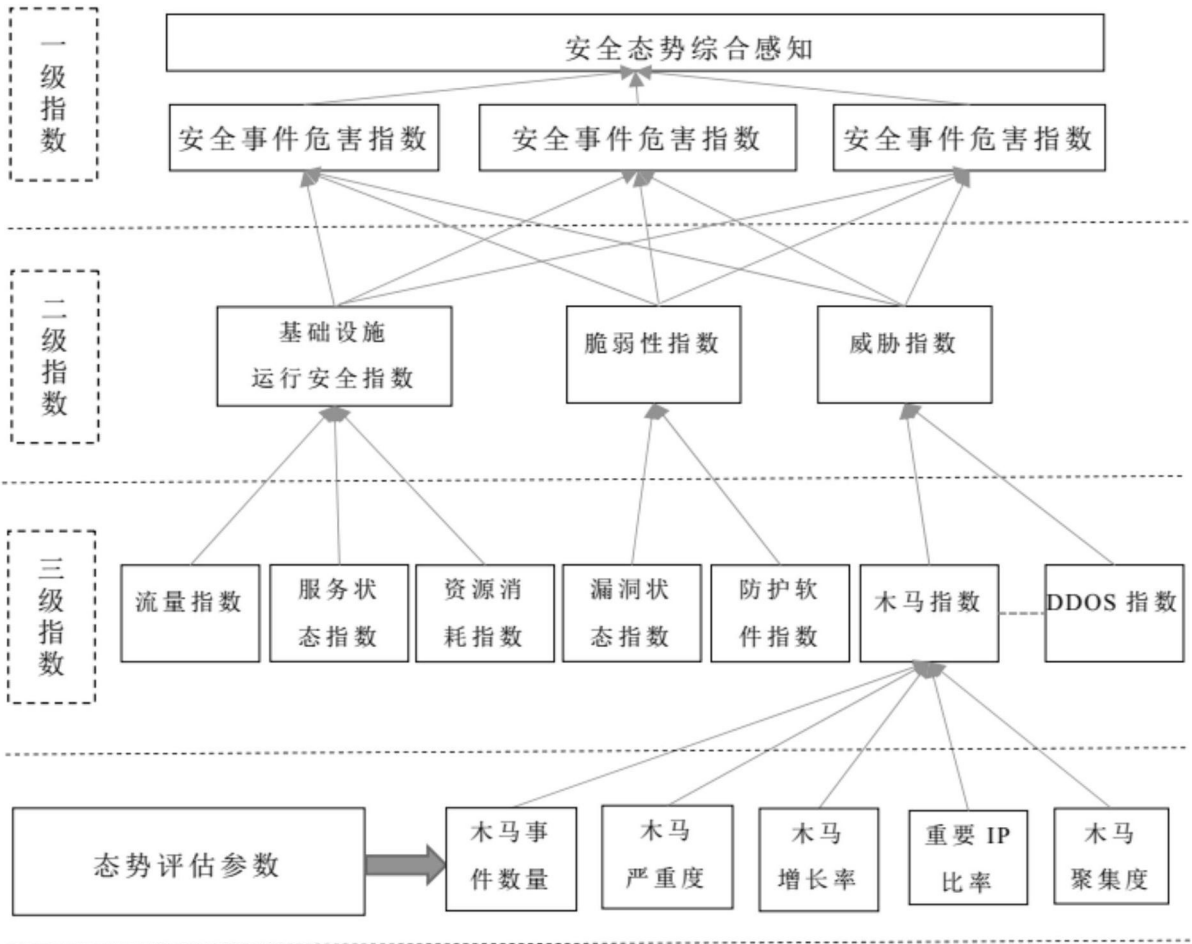 一级指数
安全态势综合感知
安全事件危害指数
安全事件危害指数
安全事件危害指数
二级指数
基础设施
运行安全指数
脆弱性指数
威胁指数
三级指数
流量指数
服务状
态指数
资源消
耗指数
漏洞状
态指数
防护软
件指数
木马指数
DDOS 指数
态势评估参数
木马事
件数量
木马
严重度
木马
增长率
重要 IP
比率
木马
聚集度